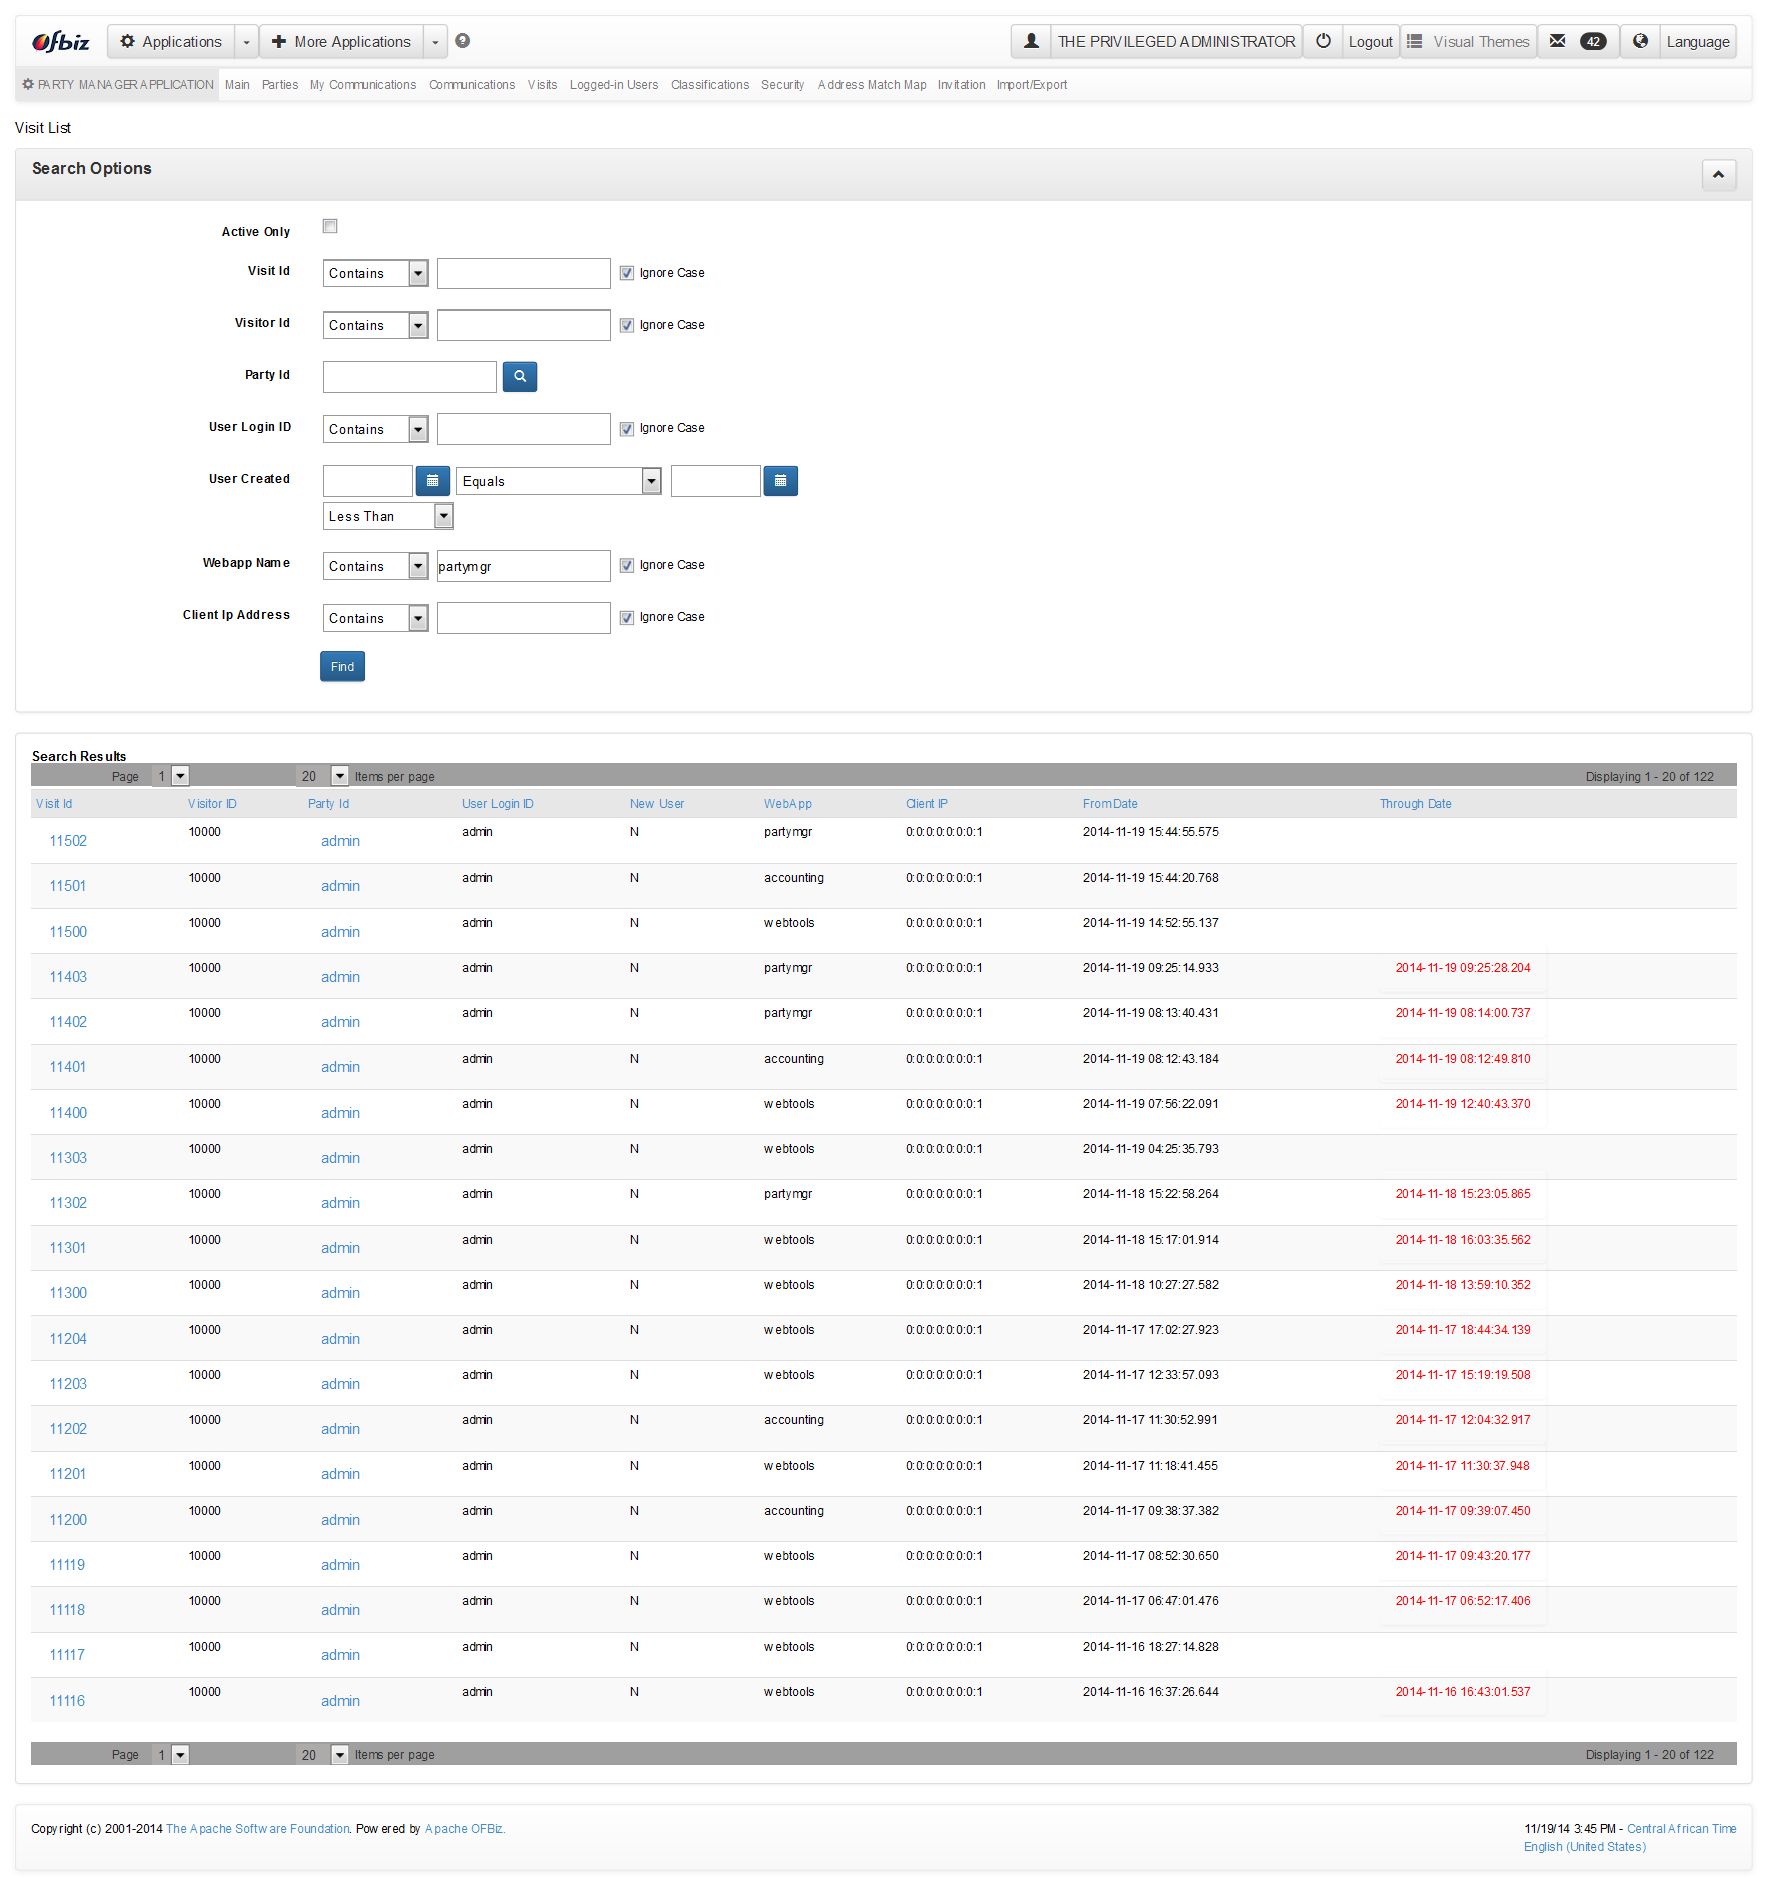 Ofbiz Applications More Applications THE PRIVILEGED ADMINISTRATOR Logout Visual Themes 42 Language
PARTY MANAGER APPLICATION Main Parties My Communications Communications Visits Logged-in Users Classifications Security Address Match Map Invitation Import/Export
Visit List
Search Options
Active Only
Visit Id Contains Ignore Case
Visitor Id Contains Ignore Case
Party Id
User Login ID Contains Ignore Case
User Created Equals
Less Than
Webapp Name Contains partymgr Ignore Case
Client Ip Address Contains Ignore Case
Find
Search Results
Page 1 20 Items per page Displaying 1 - 20 of 122
Visit Id Visitor ID Party Id User Login ID New User WebApp Client IP From Date Through Date
11502 10000 admin admin N partymgr 0:0:0:0:0:0:0:1 2014-11-19 15:44:55.575
11501 10000 admin admin N accounting 0:0:0:0:0:0:0:1 2014-11-19 15:44:20.768
11500 10000 admin admin N webtools 0:0:0:0:0:0:0:1 2014-11-19 14:52:55.137
11403 10000 admin admin N partymgr 0:0:0:0:0:0:0:1 2014-11-19 09:25:14.933 2014-11-19 09:25:28.204
11402 10000 admin admin N partymgr 0:0:0:0:0:0:0:1 2014-11-19 08:13:40.431 2014-11-19 08:14:00.737
11401 10000 admin admin N accounting 0:0:0:0:0:0:0:1 2014-11-19 08:12:43.184 2014-11-19 08:12:49.810
11400 10000 admin admin N webtools 0:0:0:0:0:0:0:1 2014-11-19 07:56:22.091 2014-11-19 12:40:43.370
11303 10000 admin admin N webtools 0:0:0:0:0:0:0:1 2014-11-19 04:25:35.793
11302 10000 admin admin N partymgr 0:0:0:0:0:0:0:1 2014-11-18 15:22:58.264 2014-11-18 15:23:05.865
11301 10000 admin admin N webtools 0:0:0:0:0:0:0:1 2014-11-18 15:17:01.914 2014-11-18 16:03:35.562
11300 10000 admin admin N webtools 0:0:0:0:0:0:0:1 2014-11-18 10:27:27.582 2014-11-18 13:59:10.352
11204 10000 admin admin N webtools 0:0:0:0:0:0:0:1 2014-11-17 17:02:27.923 2014-11-17 18:44:34.139
11203 10000 admin admin N webtools 0:0:0:0:0:0:0:1 2014-11-17 12:33:57.093 2014-11-17 15:19:19.508
11202 10000 admin admin N accounting 0:0:0:0:0:0:0:1 2014-11-17 11:30:52.991 2014-11-17 12:04:32.917
11201 10000 admin admin N webtools 0:0:0:0:0:0:0:1 2014-11-17 11:18:41.455 2014-11-17 11:30:37.948
11200 10000 admin admin N accounting 0:0:0:0:0:0:0:1 2014-11-17 09:38:37.382 2014-11-17 09:39:07.450
11119 10000 admin admin N webtools 0:0:0:0:0:0:0:1 2014-11-17 08:52:30.650 2014-11-17 09:43:20.177
11118 10000 admin admin N webtools 0:0:0:0:0:0:0:1 2014-11-17 06:47:01.476 2014-11-17 06:52:17.406
11117 10000 admin admin N webtools 0:0:0:0:0:0:0:1 2014-11-16 18:27:14.828
11116 10000 admin admin N webtools 0:0:0:0:0:0:0:1 2014-11-16 16:37:26.644 2014-11-16 16:43:01.537
Page 1 20 Items per page Displaying 1 - 20 of 122
Copyright (c) 2001-2014 The Apache Software Foundation. Powered by Apache OFBiz. 11/19/14 3:45 PM - Central African Time
English (United States)